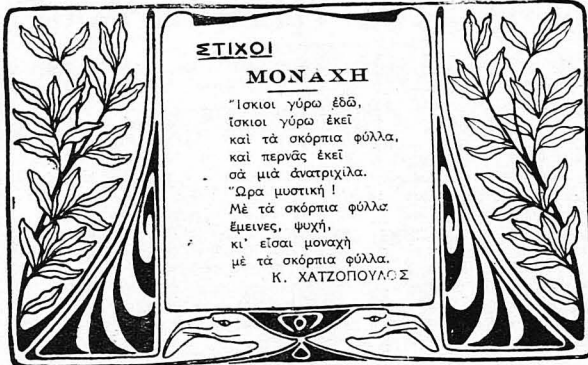 ΣΤΙΧΟΙ
ΜΟΝΑΧΗ
Ἴσκιοι γύρω ἐδῶ,
ἴσκιοι γύρω ἐκεῖ
καὶ τὰ σκόρπια φύλλα,
καὶ περνᾶς ἐκεῖ
σὰ μιὰ ἀνατριχίλα.
Ὥρα μυστική !
Μὲ τὰ σκόρπια φύλλα
ἔμεινες, ψυχή,
κι' εἶσαι μοναχὴ
μὲ τὰ σκόρπια φύλλα.
Κ. ΧΑΤΖΟΠΟΥΛΟΣ